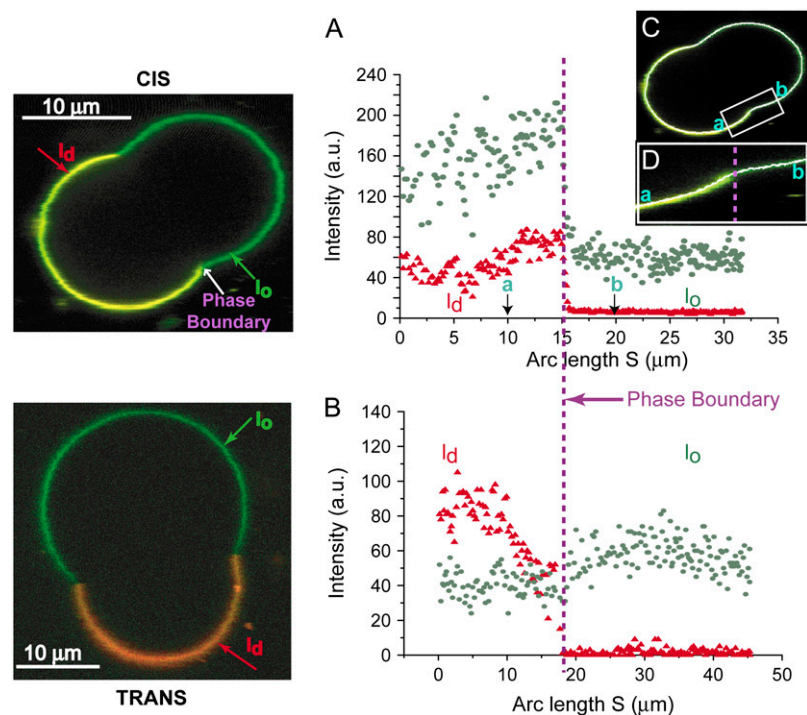 CIS
10 μm
ld
lo
Phase
Boundary
A
Intensity (a.u.)
240
200
160
120
80
40
0
ld
a
b
lo
0 5 10 15 20 25 30 35
Arc length S (μm)
C
a
b
D
a
b
Phase Boundary
lo
ld
10 μm
TRANS
B
Intensity (a.u.)
140
120
100
80
60
40
20
0
ld
lo
0 10 20 30 40 50
Arc length S (μm)